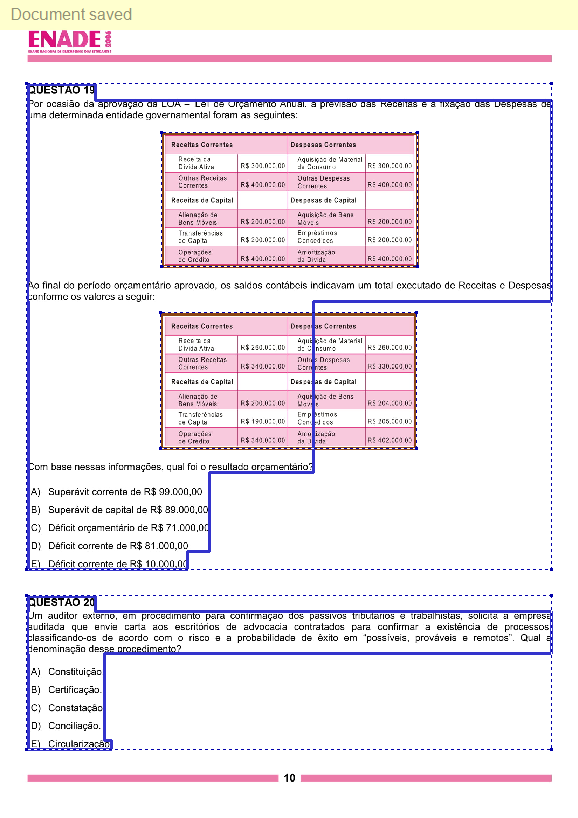 Document saved
ENADE 2006
QUESTÃO 19
Por ocasião da aprovação da LOA – Lei de Orçamento Anual, a previsão das Receitas e a fixação das Despesas de
uma determinada entidade governamental foram as seguintes:
Receitas Correntes Despesas Correntes
Receita da Dívida Ativa R$ 300.000,00 Aquisição de Material de Consumo R$ 300.000,00
Outras Receitas Correntes R$ 400.000,00 Outras Despesas Correntes R$ 400.000,00
Receitas de Capital Despesas de Capital
Alienação de Bens Móveis R$ 200.000,00 Aquisição de Bens Móveis R$ 200.000,00
Transferências de Capital R$ 200.000,00 Empréstimos Concedidos R$ 200.000,00
Operações de Crédito R$ 400.000,00 Amortização da Dívida R$ 400.000,00
Ao final do período orçamentário aprovado, os saldos contábeis indicavam um total executado de Receitas e Despesas
conforme os valores a seguir:
Receitas Correntes Despesas Correntes
Receita da Dívida Ativa R$ 260.000,00 Aquisição de Material de Consumo R$ 260.000,00
Outras Receitas Correntes R$ 340.000,00 Outras Despesas Correntes R$ 330.000,00
Receitas de Capital Despesas de Capital
Alienação de Bens Móveis R$ 200.000,00 Aquisição de Bens Móveis R$ 204.000,00
Transferências de Capital R$ 190.000,00 Empréstimos Concedidos R$ 205.000,00
Operações de Crédito R$ 340.000,00 Amortização da Dívida R$ 402.000,00
Com base nessas informações, qual foi o resultado orçamentário?
A) Superávit corrente de R$ 99.000,00
B) Superávit de capital de R$ 89.000,00
C) Déficit orçamentário de R$ 71.000,00
D) Déficit corrente de R$ 81.000,00
E) Déficit corrente de R$ 10.000,00
QUESTÃO 20
Um auditor externo, em procedimento para confirmação dos passivos tributários e trabalhistas, solicita à empresa
auditada que envie carta aos escritórios de advocacia contratados para confirmar a existência de processos,
classificando-os de acordo com o risco e a probabilidade de êxito em “possíveis, prováveis e remotos”. Qual a
denominação desse procedimento?
A) Constituição.
B) Certificação.
C) Constatação.
D) Conciliação.
E) Circularização.
10